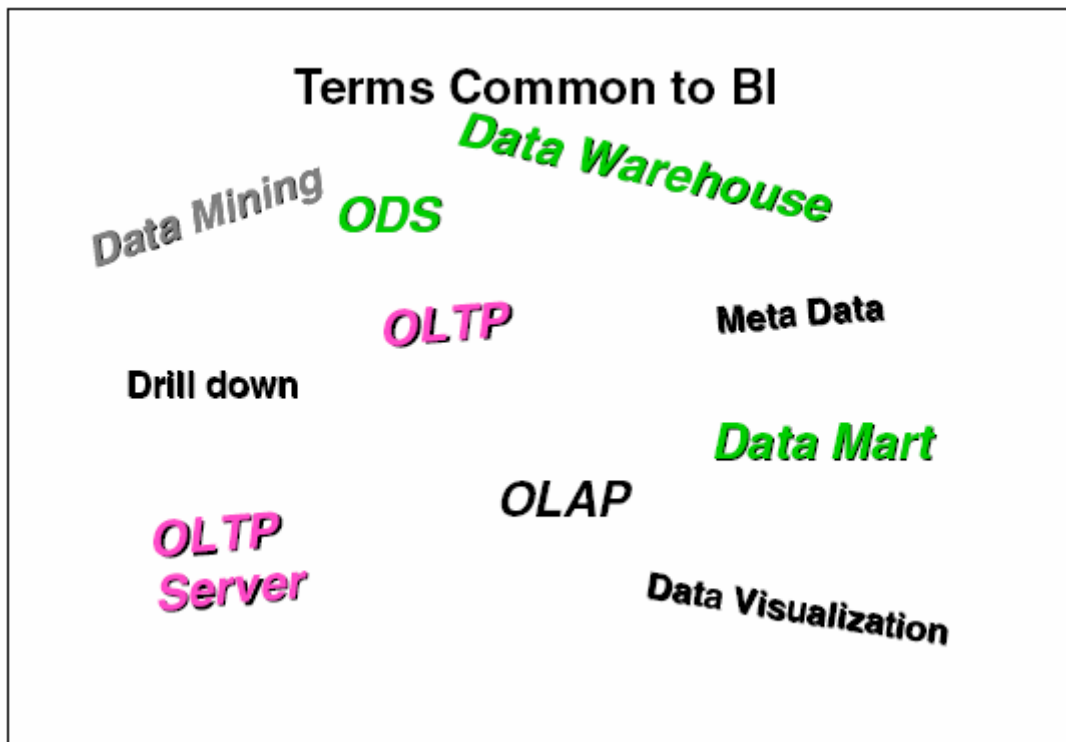 Terms Common to BI
Data Warehouse
Data Mining
ODS
OLTP
Meta Data
Drill down
Data Mart
OLAP
OLTP
Server
Data Visualization